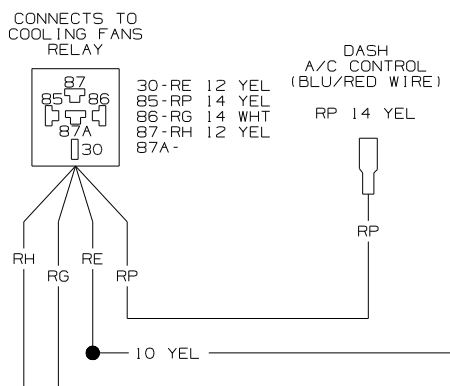 CONNECTS TO
COOLING FANS
RELAY
87
85
86
87A
30
30-RE 12 YEL
85-RP 14 YEL
86-RG 14 WHT
87-RH 12 YEL
87A-
DASH
A/C CONTROL
(BLU/RED WIRE)
RP 14 YEL
RP
RH
RE
RG
RP
10 YEL